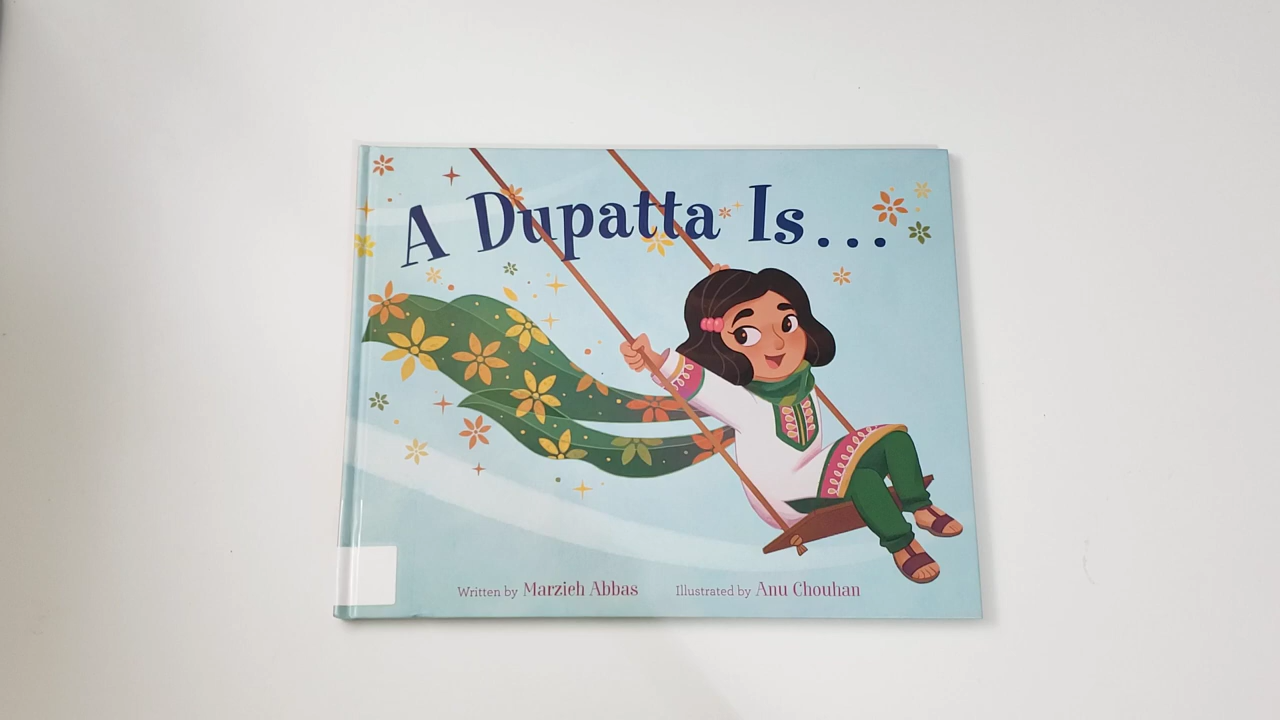 A Dupatta Is...
Written by Marzieh Abbas Illustrated by Anu Chouhan